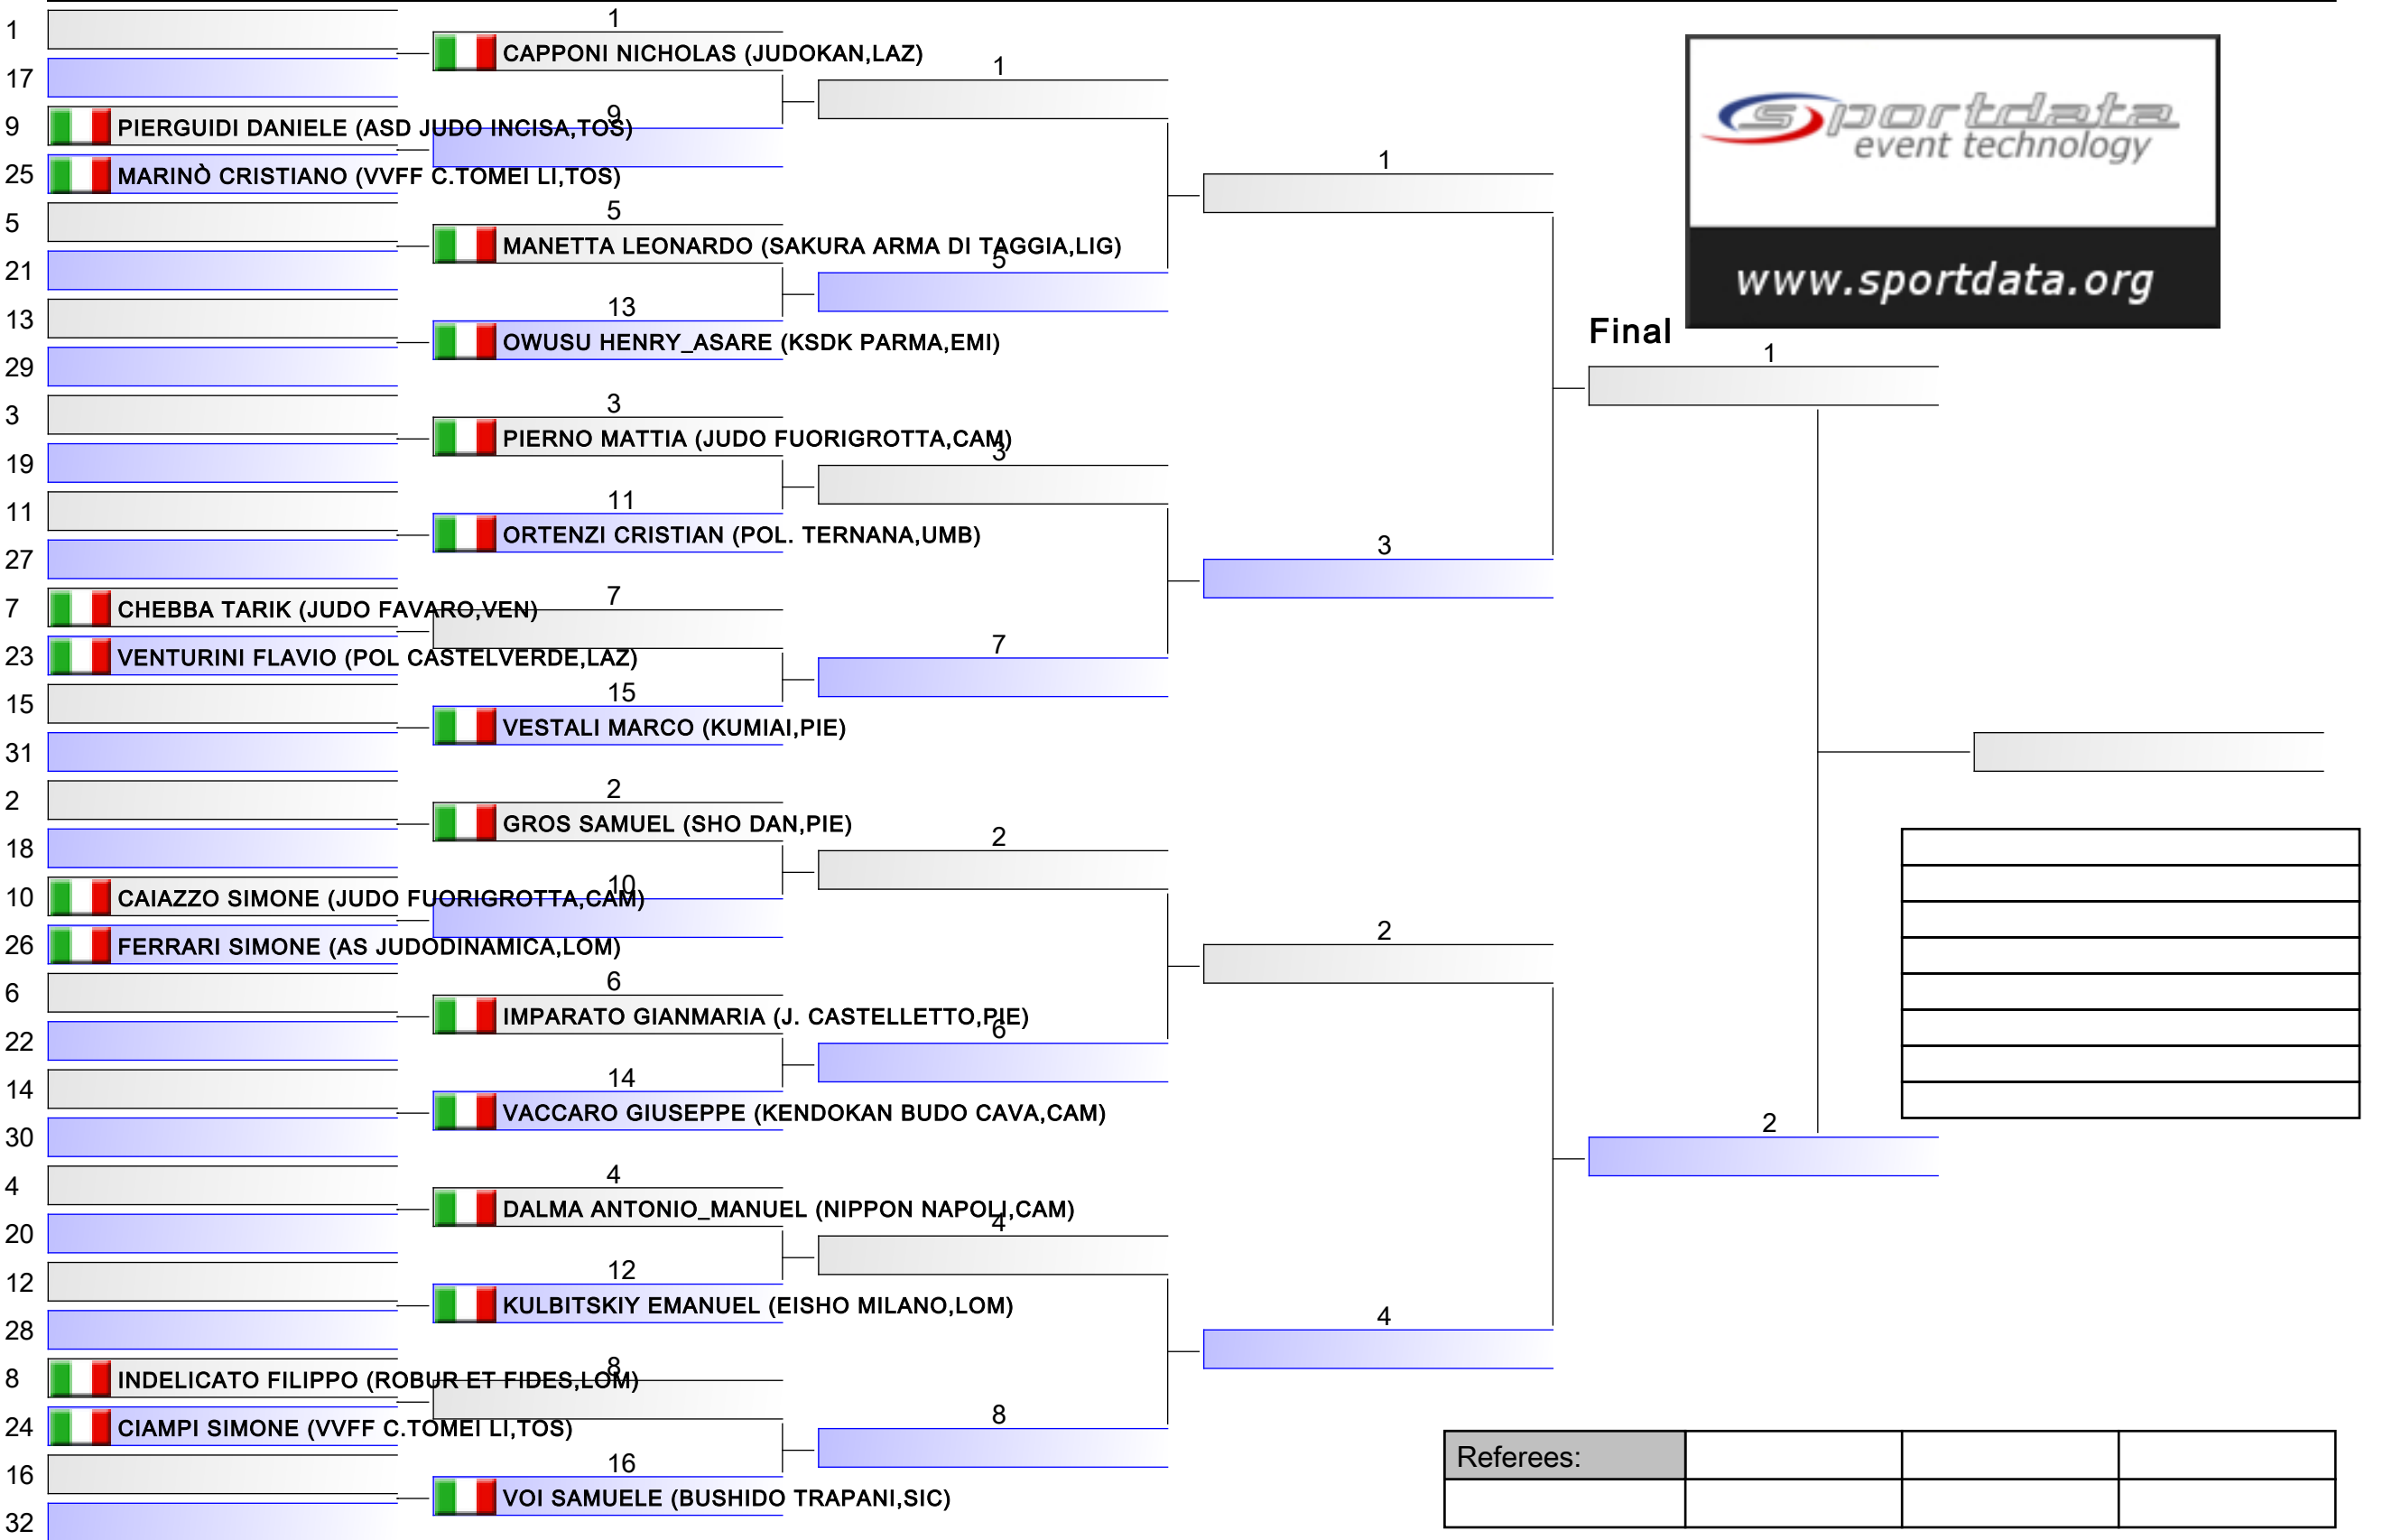 1
17
9 PIERGUIDI DANIELE (ASD JUDO INCISA,TOS)
25 MARINÒ CRISTIANO (VVFF C.TOMEI LI,TOS)
5
21
13
29
3
19
11
27
7 CHEBBA TARIK (JUDO FAVARO,VEN)
23 VENTURINI FLAVIO (POL CASTELVERDE,LAZ)
15
31
2
18
10 CAIAZZO SIMONE (JUDO FUORIGROTTA,CAM)
26 FERRARI SIMONE (AS JUDODINAMICA,LOM)
6
22
14
30
4
20
12
28
8 INDELICATO FILIPPO (ROBUR ET FIDES,LOM)
24 CIAMPI SIMONE (VVFF C.TOMEI LI,TOS)
16
32
1
CAPPONI NICHOLAS (JUDOKAN,LAZ)
9
5
MANETTA LEONARDO (SAKURA ARMA DI TAGGIA,LIG)
13
OWUSU HENRY_ASARE (KSDK PARMA,EMI)
3
PIERNO MATTIA (JUDO FUORIGROTTA,CAM)
11
ORTENZI CRISTIAN (POL. TERNANA,UMB)
7
15
VESTALI MARCO (KUMIAI,PIE)
2
GROS SAMUEL (SHO DAN,PIE)
10
6
IMPARATO GIANMARIA (J. CASTELLETTO,PIE)
14
VACCARO GIUSEPPE (KENDOKAN BUDO CAVA,CAM)
4
DALMA ANTONIO_MANUEL (NIPPON NAPOLI,CAM)
12
KULBITSKIY EMANUEL (EISHO MILANO,LOM)
8
16
VOI SAMUELE (BUSHIDO TRAPANI,SIC)
1
5
3
7
2
6
4
8
1
3
2
4
Final
1
2
sportdata
event technology
www.sportdata.org
Referees: